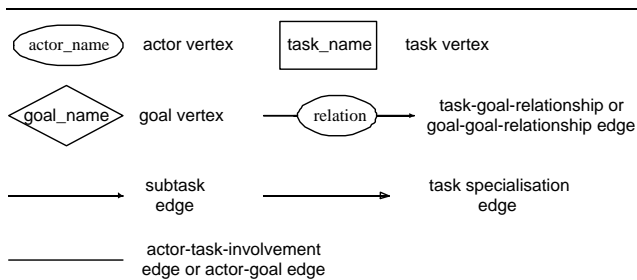 actor_name
actor vertex
task_name
task vertex
goal_name
goal vertex
relation
task-goal-relationship or
goal-goal-relationship edge
subtask
edge
task specialisation
edge
actor-task-involvement
edge or actor-goal edge